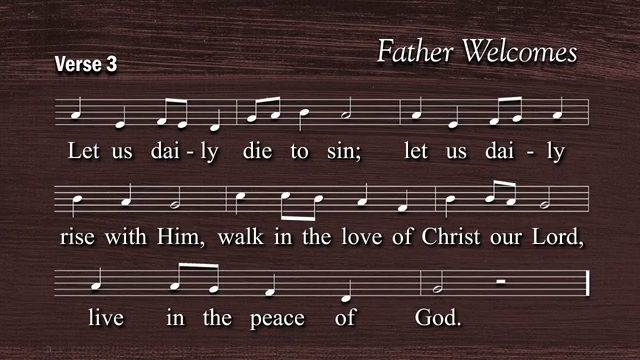 Father Welcomes
Verse 3
Let us dai - ly die to sin; let us dai - ly
rise with Him, walk in the love of Christ our Lord,
live in the peace of God.